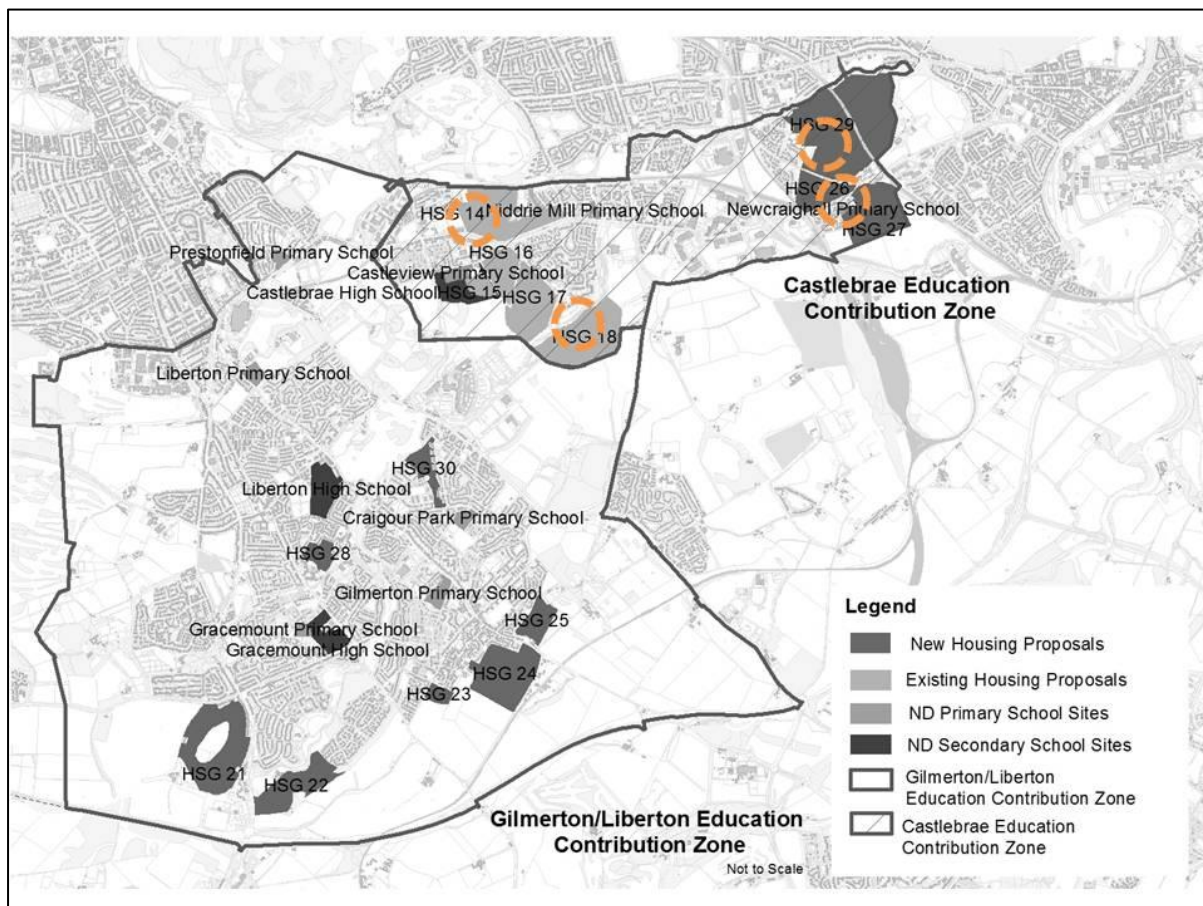 HSG 29
HSG 14
Niddrie Mill Primary School
HSG 26
Newcraighall Primary School
HSG 27
HSG 16
Prestonfield Primary School
Castleview Primary School
Castlebrae High School
HSG 15
HSG 17
HSG 18
Castlebrae Education
Contribution Zone
Liberton Primary School
HSG 30
Liberton High School
Craigour Park Primary School
HSG 28
Gilmerton Primary School
HSG 25
Gracemount Primary School
Gracemount High School
HSG 24
HSG 23
HSG 21
HSG 22
Gilmerton/Liberton Education
Contribution Zone
Not to Scale
Legend
New Housing Proposals
Existing Housing Proposals
ND Primary School Sites
ND Secondary School Sites
Gilmerton/Liberton
Education Contribution Zone
Castlebrae Education
Contribution Zone